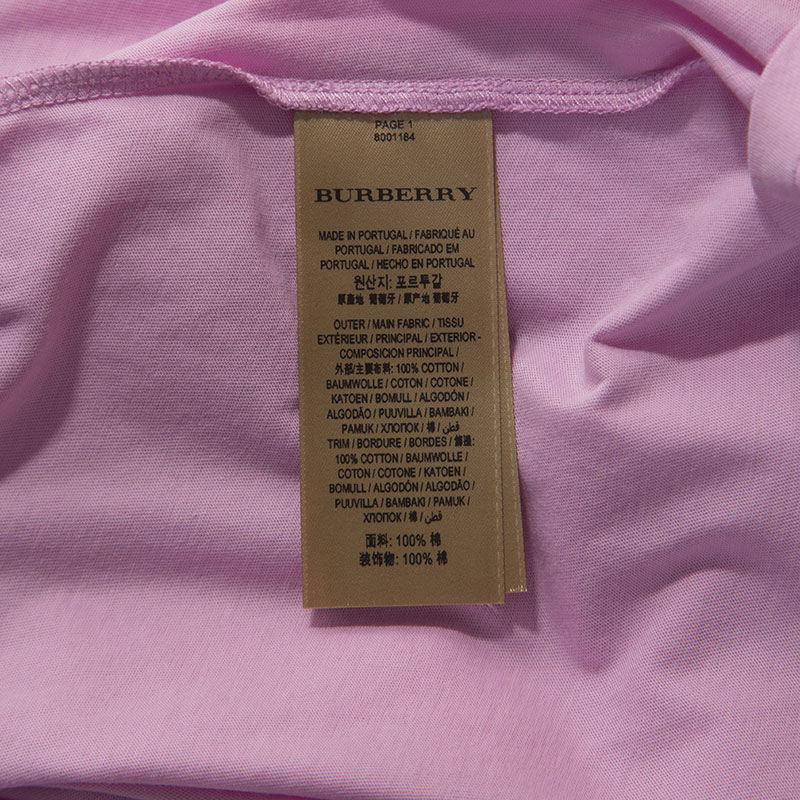 PAGE 1
8001184
BURBERRY
MADE IN PORTUGAL / FABRIQUÉ AU
PORTUGAL / FABRICADO EM
PORTUGAL / HECHO EN PORTUGAL
원산지: 포르투갈
原產地 葡萄牙 / 原产地 葡萄牙
OUTER / MAIN FABRIC / TISSU
EXTÉRIEUR / PRINCIPAL / EXTERIOR -
COMPOSICIÓN PRINCIPAL /
外部/主要布料: 100% COTTON /
BAUMWOLLE / COTON / COTONE /
KATOEN / BOMULL / ALGODÓN /
ALGODÃO / PUUVILLA / BAMBAKI /
PAMUK / ХЛОПОК / 棉 / قطن
TRIM / BORDURE / BORDES / 飾邊:
100% COTTON / BAUMWOLLE /
COTON / COTONE / KATOEN /
BOMULL / ALGODÓN / ALGODÃO /
PUUVILLA / BAMBAKI / PAMUK /
ХЛОПОК / 棉 / قطن
面料: 100% 棉
装饰物: 100% 棉